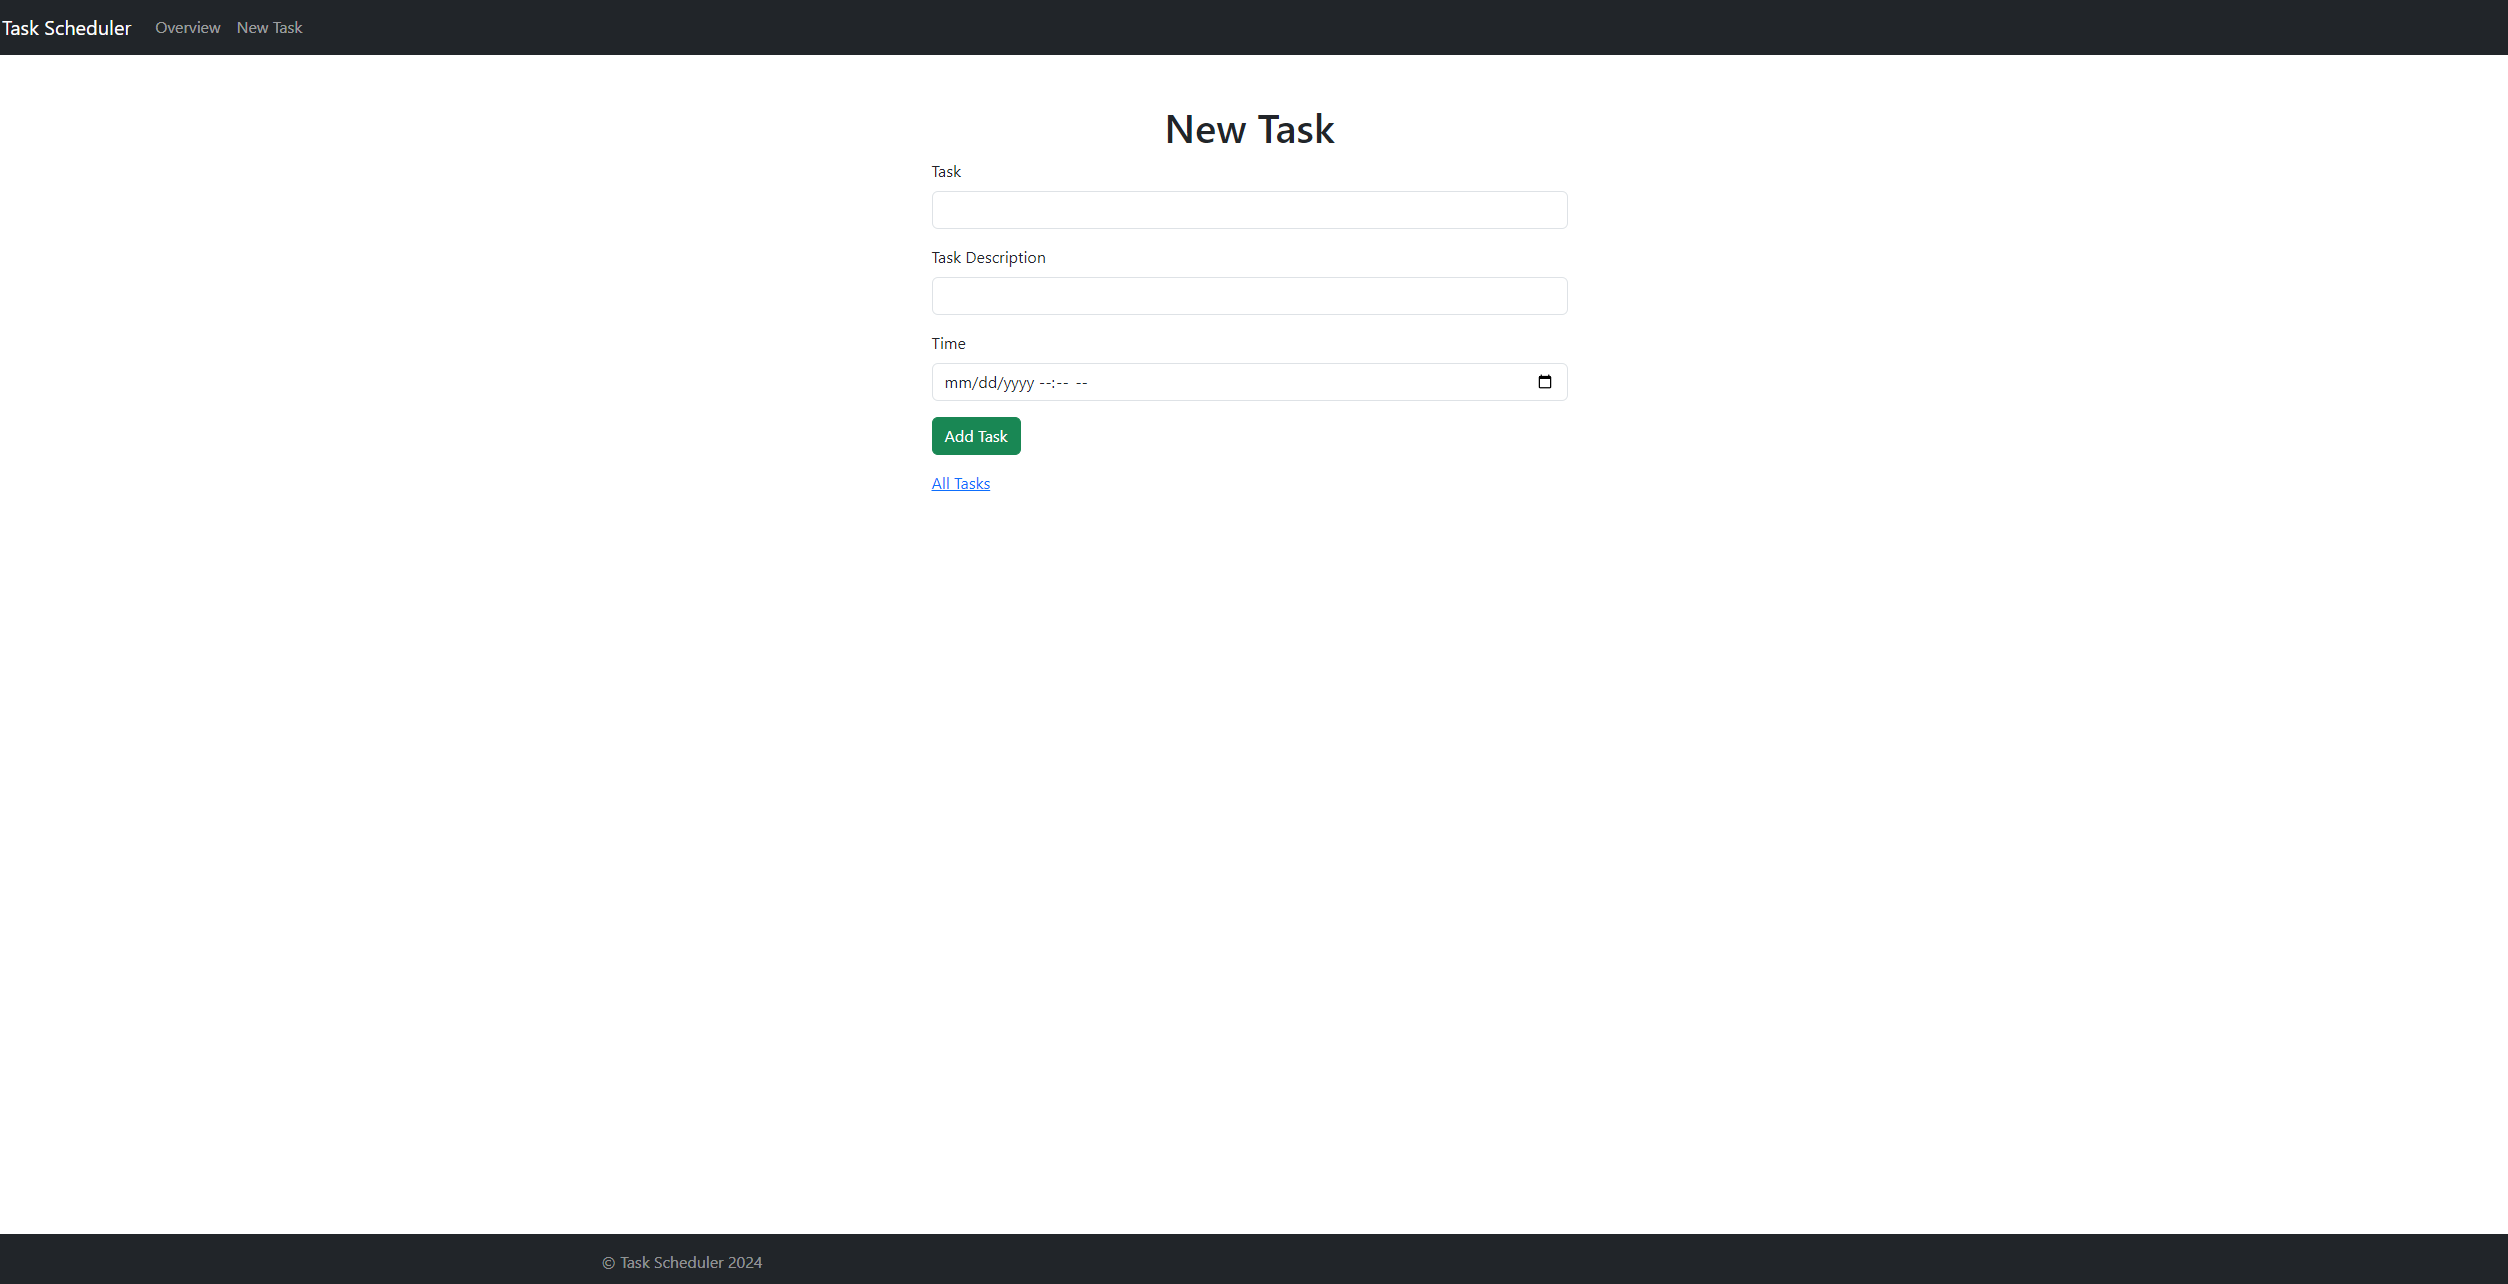 Task Scheduler Overview New Task
New Task
Task
Task Description
Time
mm/dd/yyyy --:-- --
Add Task
All Tasks
© Task Scheduler 2024